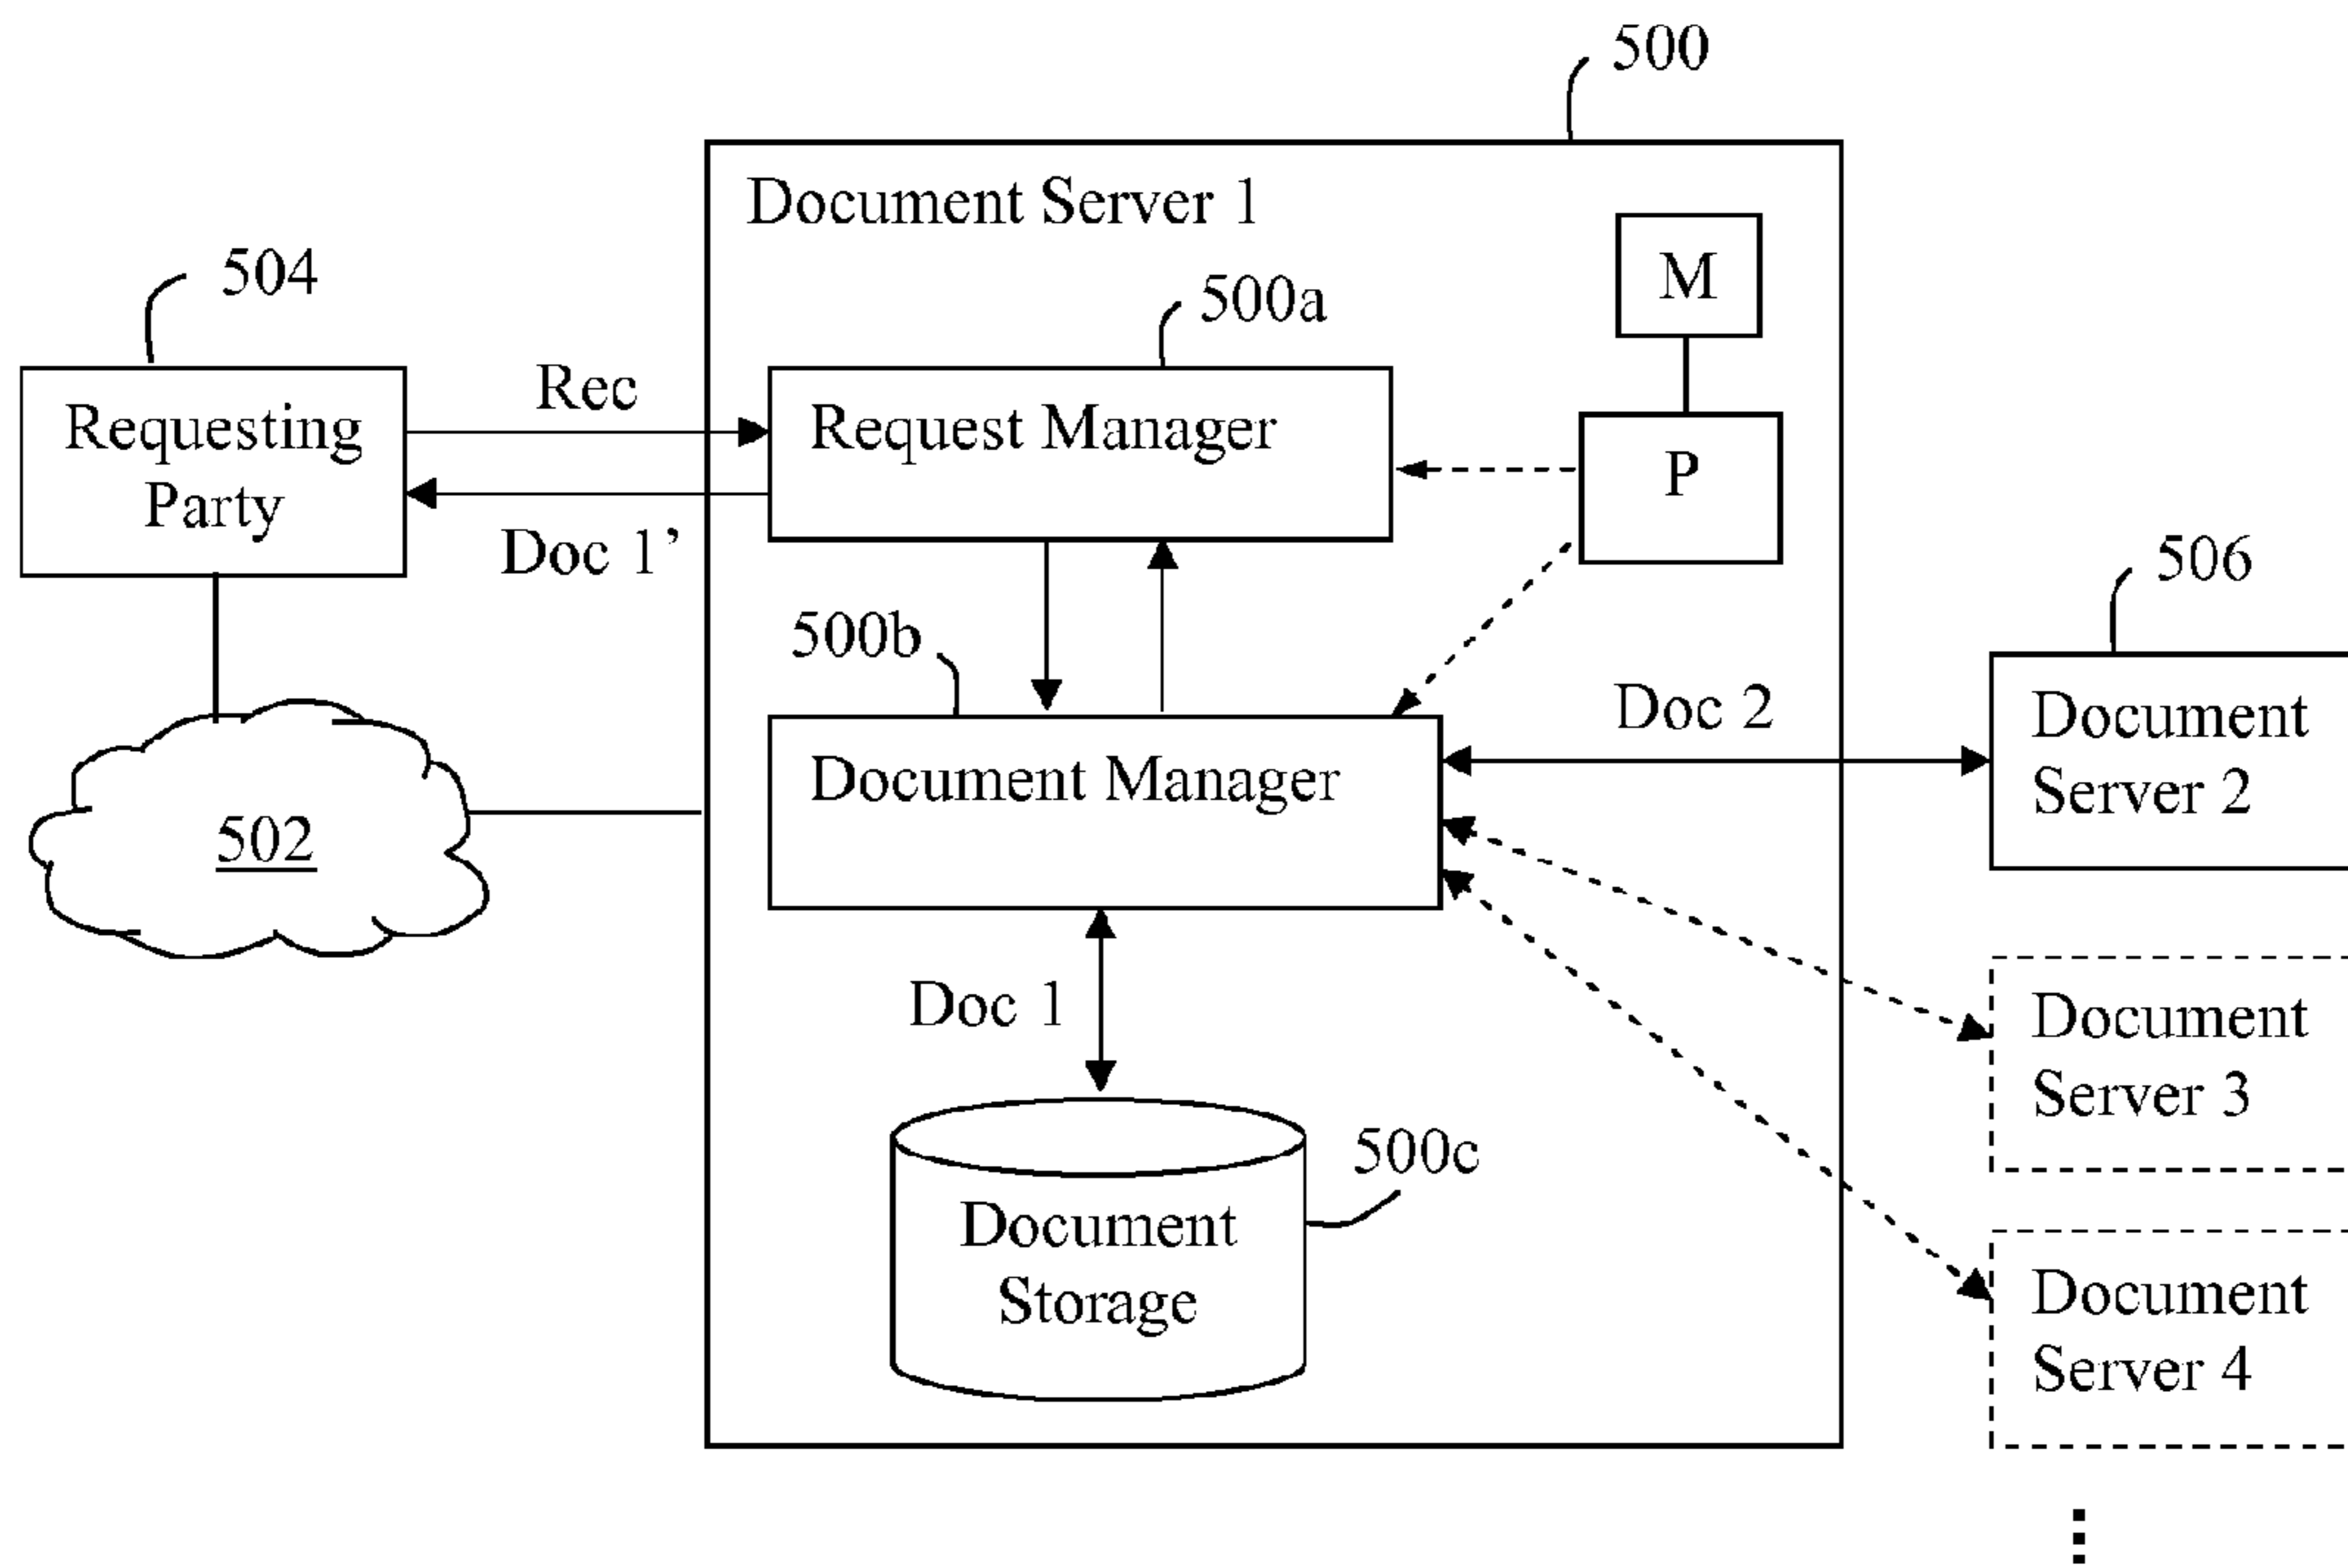 500
Document Server 1
M
504
500a
Rec
Requesting
Party
Request Manager
P
Doc 1’
506
500b
Doc 2
Document
Server 2
Document Manager
502
Doc 1
Document
Server 3
500c
Document
Storage
Document
Server 4